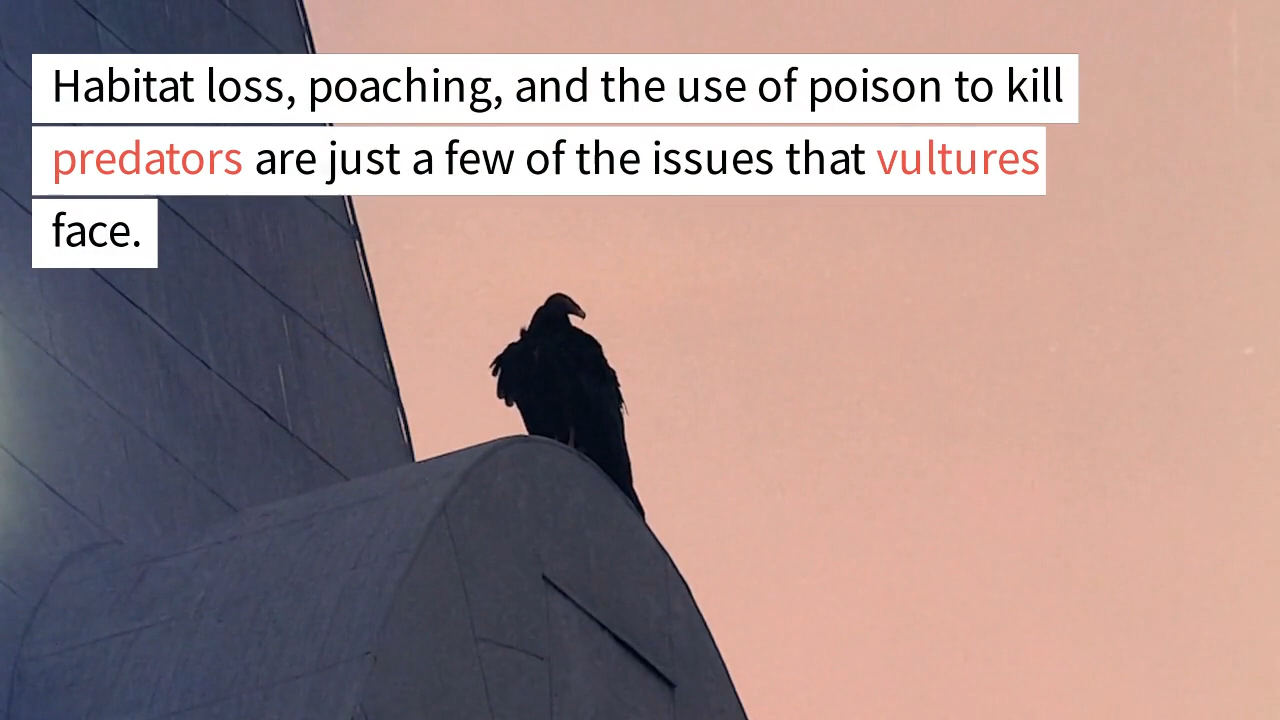 Habitat loss, poaching, and the use of poison to kill
predators are just a few of the issues that vultures
face.